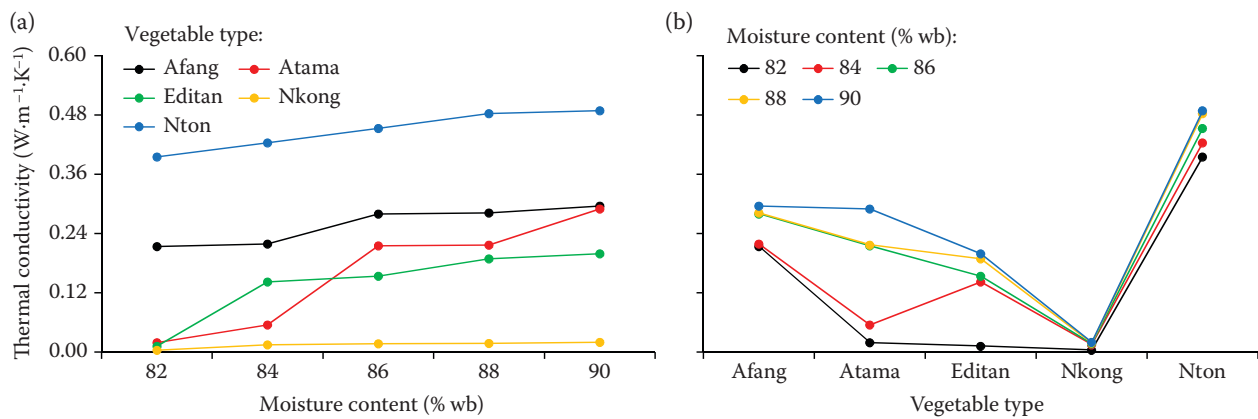 (a)
Vegetable type:
Afang Atama
Editan Nkong
Nton
Thermal conductivity (W·m⁻¹·K⁻¹)
0.60
0.48
0.36
0.24
0.12
0.00
82 84 86 88 90
Moisture content (% wb)
(b)
Moisture content (% wb):
82 84 86
88 90
Afang Atama Editan Nkong Nton
Vegetable type